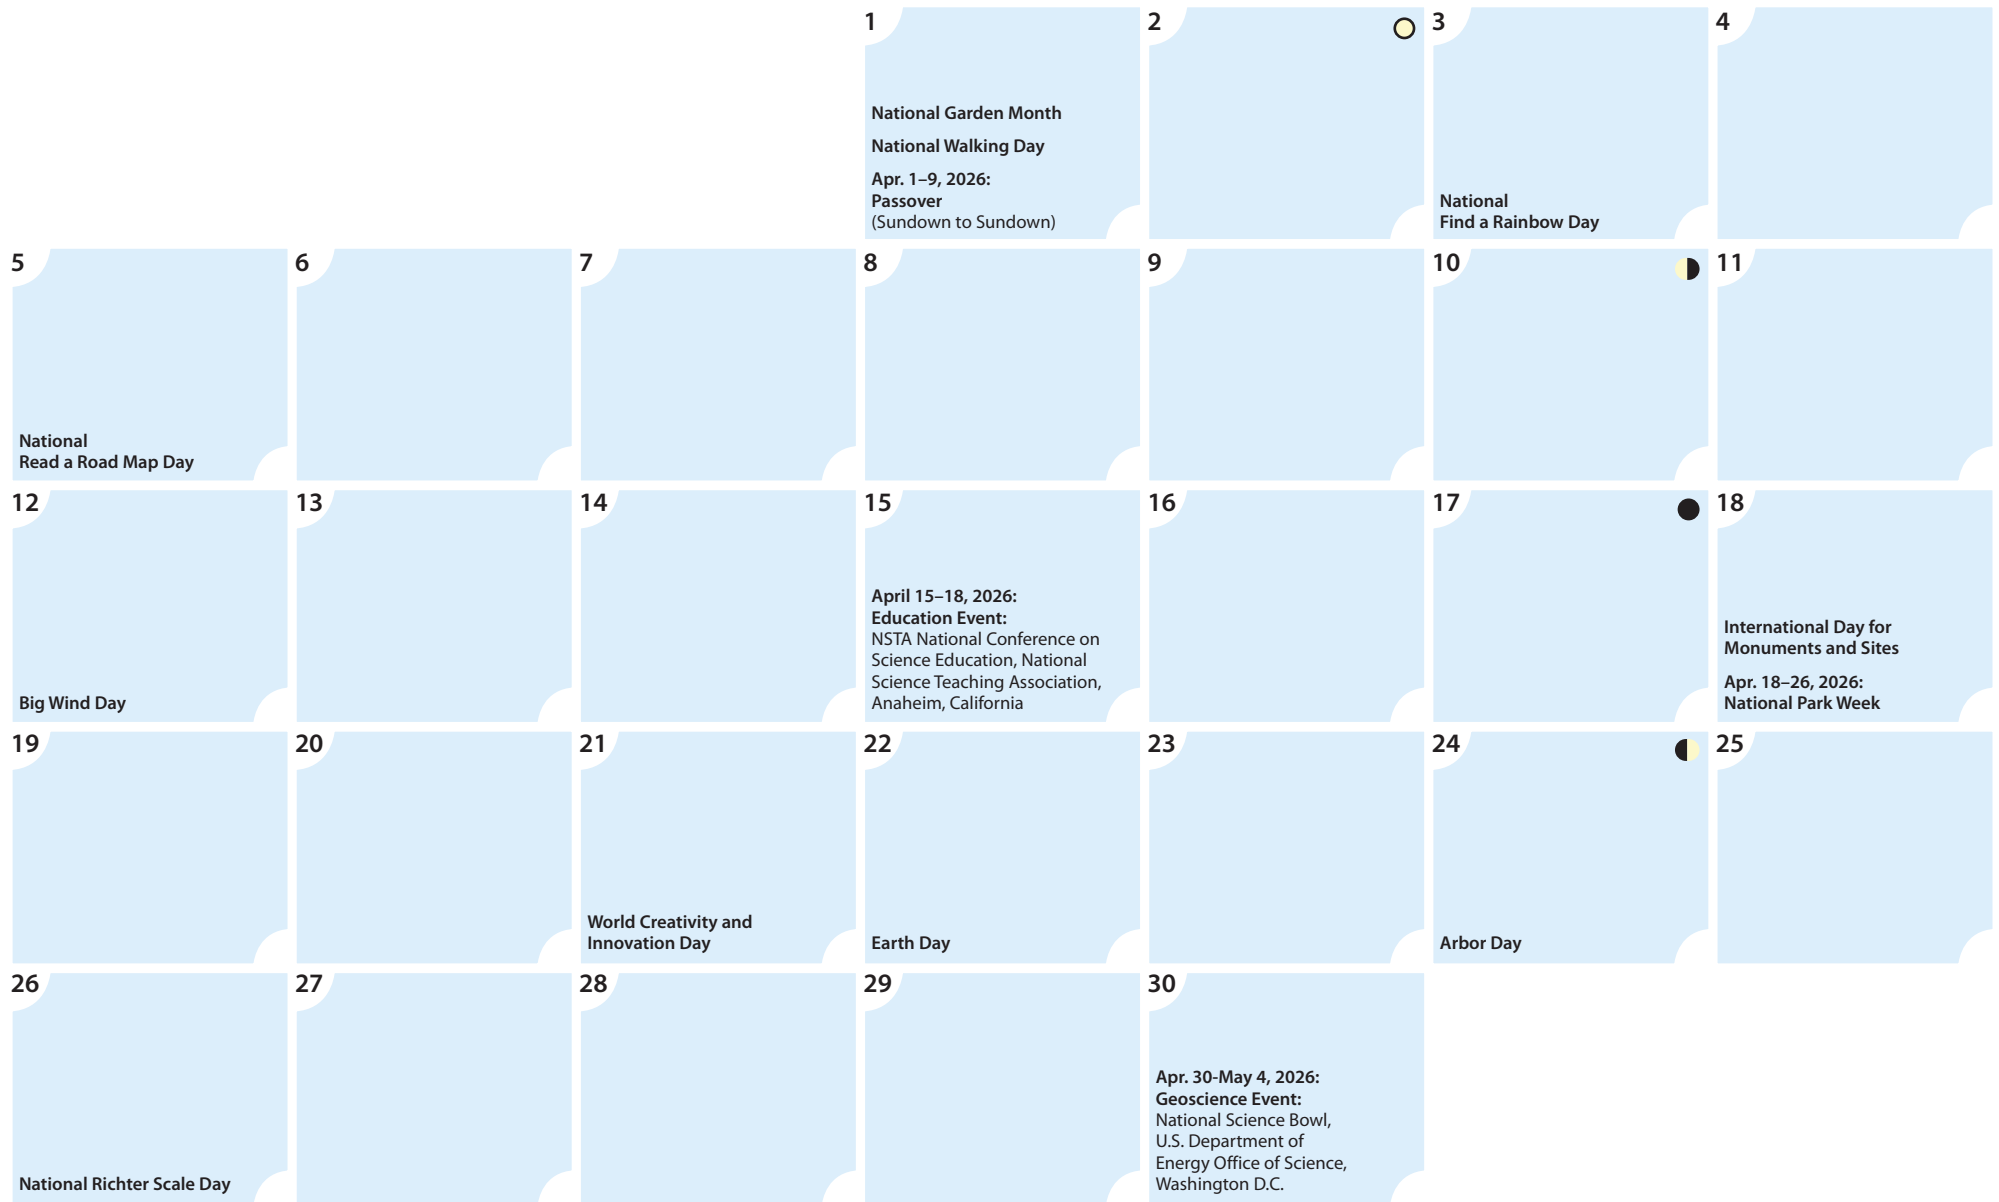 1
National Garden Month
National Walking Day
Apr. 1–9, 2026:
Passover
(Sundown to Sundown)
2
3
National
Find a Rainbow Day
4
5
National
Read a Road Map Day
6
7
8
9
10
11
12
Big Wind Day
13
14
15
April 15–18, 2026:
Education Event:
NSTA National Conference on
Science Education, National
Science Teaching Association,
Anaheim, California
16
17
18
International Day for
Monuments and Sites
Apr. 18–26, 2026:
National Park Week
19
20
21
World Creativity and
Innovation Day
22
Earth Day
23
24
Arbor Day
25
26
National Richter Scale Day
27
28
29
30
Apr. 30-May 4, 2026:
Geoscience Event:
National Science Bowl,
U.S. Department of
Energy Office of Science,
Washington D.C.